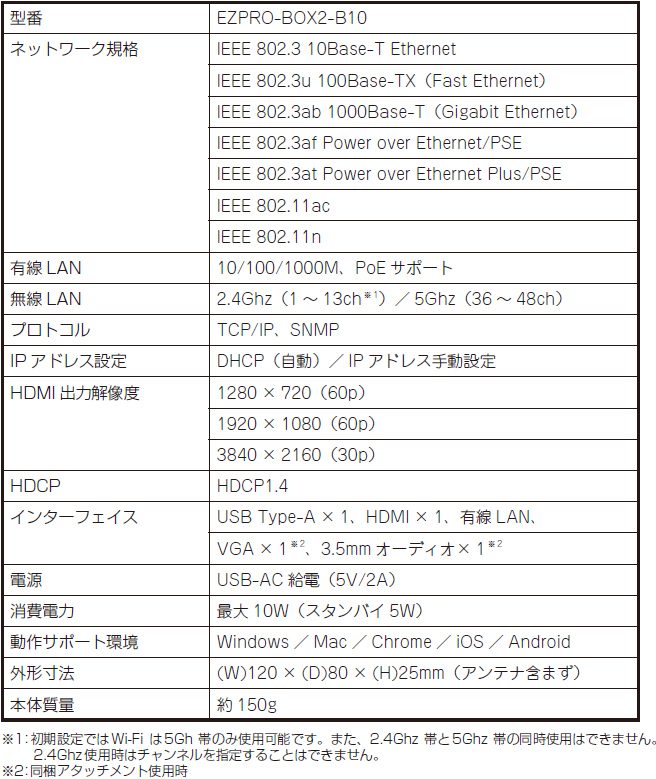 型番 EZPRO-BOX2-B10
ネットワーク規格 IEEE 802.3 10Base-T Ethernet
IEEE 802.3u 100Base-TX（Fast Ethernet）
IEEE 802.3ab 1000Base-T（Gigabit Ethernet）
IEEE 802.3af Power over Ethernet/PSE
IEEE 802.3at Power over Ethernet Plus/PSE
IEEE 802.11ac
IEEE 802.11n
有線 LAN 10/100/1000M、PoE サポート
無線 LAN 2.4Ghz（1 ～ 13ch※1）／ 5Ghz（36 ～ 48ch）
プロトコル TCP/IP、SNMP
IP アドレス設定 DHCP（自動）／ IP アドレス手動設定
HDMI 出力解像度 1280 × 720（60p）
1920 × 1080（60p）
3840 × 2160（30p）
HDCP HDCP1.4
インターフェイス USB Type-A × 1、HDMI × 1、有線 LAN、
VGA × 1※2、3.5mm オーディオ× 1※2
電源 USB-AC 給電（5V/2A）
消費電力 最大 10W（スタンバイ 5W）
動作サポート環境 Windows ／ Mac ／ Chrome ／ iOS ／ Android
外形寸法 (W)120 × (D)80 × (H)25mm（アンテナ含まず）
本体質量 約 150g
※1：初期設定では Wi-Fi は 5Gh 帯のみ使用可能です。また、2.4Ghz 帯と 5Ghz 帯の同時使用はできません。
2.4Ghz 使用時はチャンネルを指定することはできません。
※2：同梱アタッチメント使用時